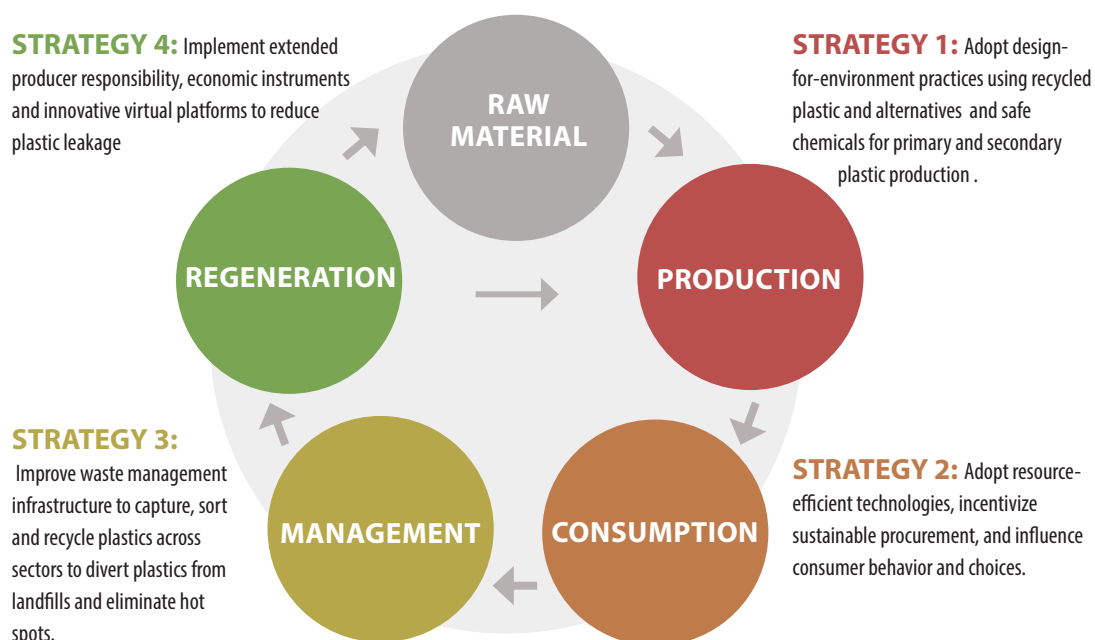 STRATEGY 4: Implement extended
producer responsibility, economic instruments
and innovative virtual platforms to reduce
plastic leakage
RAW
MATERIAL
STRATEGY 1: Adopt design-
for-environment practices using recycled
plastic and alternatives and safe
chemicals for primary and secondary
plastic production .
REGENERATION
PRODUCTION
STRATEGY 3:
Improve waste management
infrastructure to capture, sort
and recycle plastics across
sectors to divert plastics from
landfills and eliminate hot
spots.
MANAGEMENT
CONSUMPTION
STRATEGY 2: Adopt resource-
efficient technologies, incentivize
sustainable procurement, and influence
consumer behavior and choices.